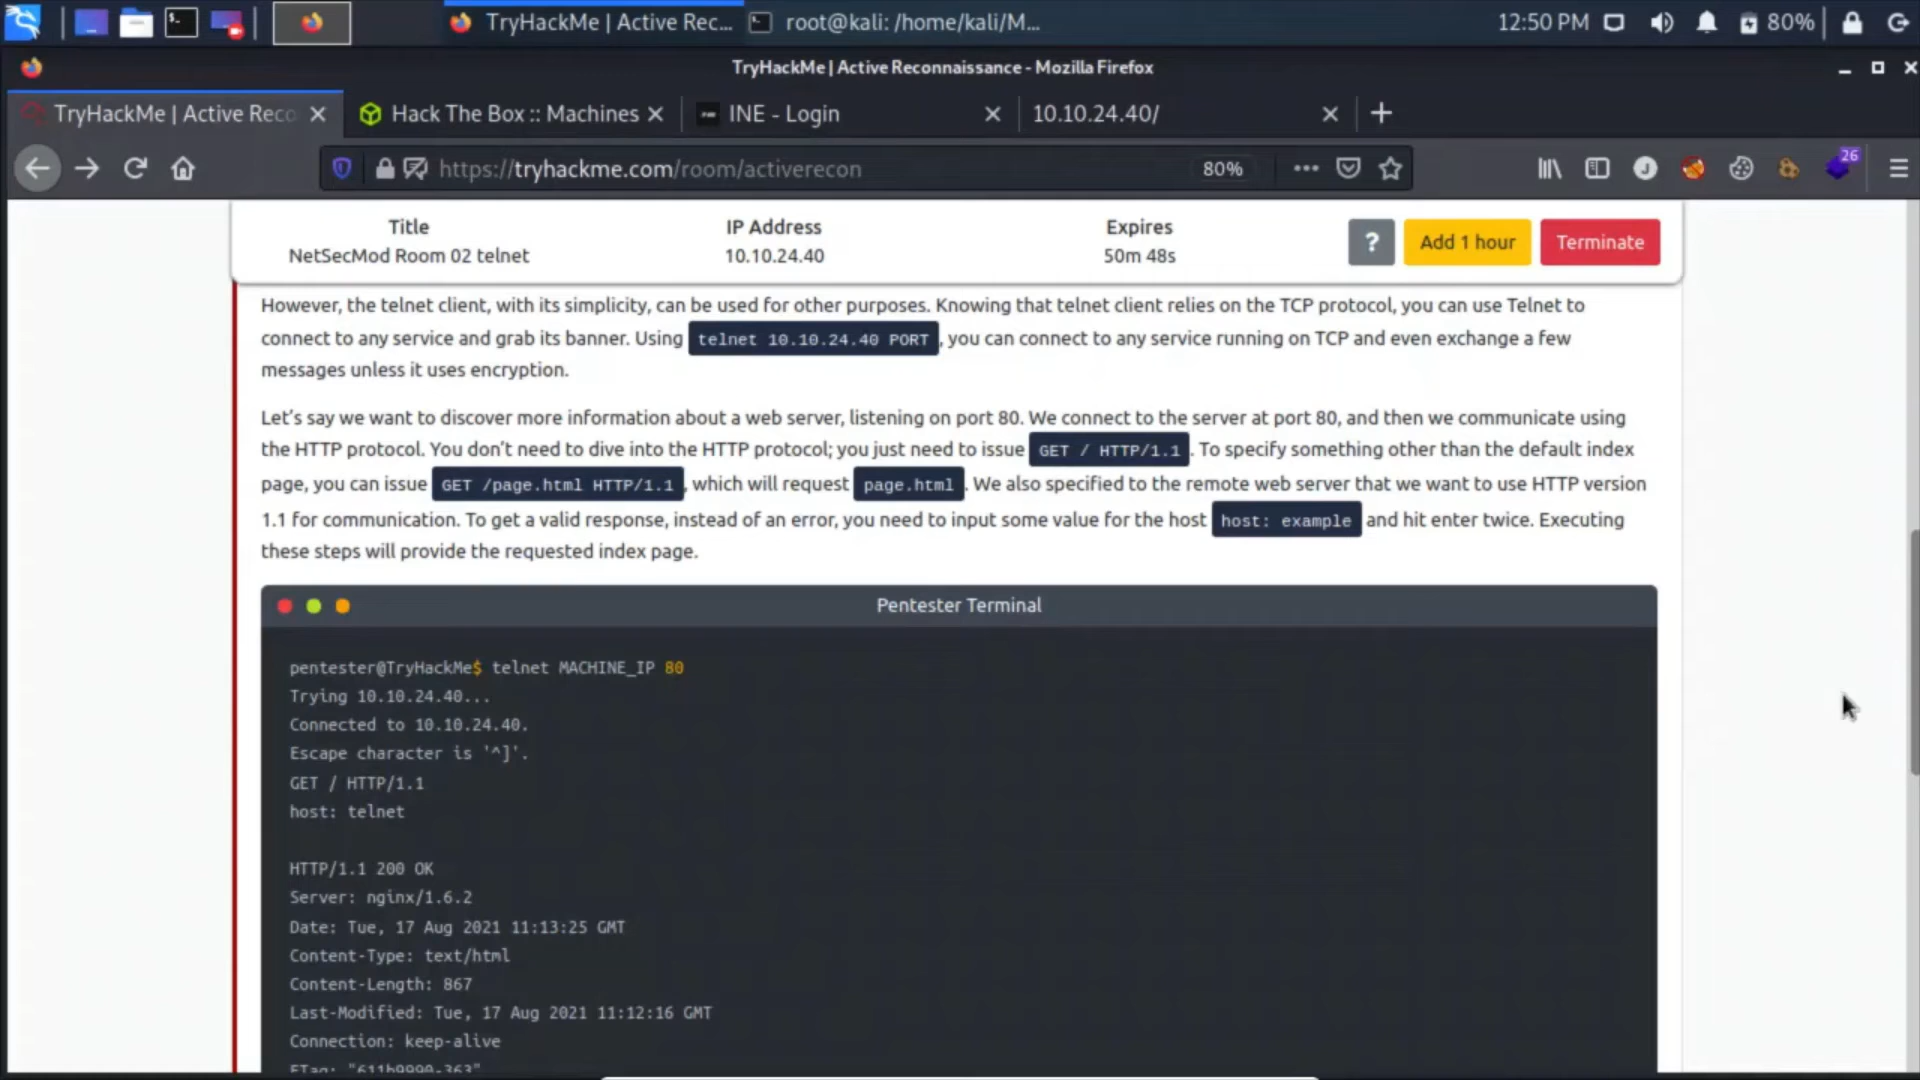 TryHackMe | Active Rec... root@kali: /home/kali/M... 12:50 PM 80%
TryHackMe | Active Reconnaissance - Mozilla Firefox
TryHackMe | Active Reco Hack The Box :: Machines INE - Login 10.10.24.40/
https://tryhackme.com/room/activerecon 80% 26
Title IP Address Expires
NetSecMod Room 02 telnet 10.10.24.40 50m 48s ? Add 1 hour Terminate
However, the telnet client, with its simplicity, can be used for other purposes. Knowing that telnet client relies on the TCP protocol, you can use Telnet to
connect to any service and grab its banner. Using telnet 10.10.24.40 PORT, you can connect to any service running on TCP and even exchange a few
messages unless it uses encryption.
Let's say we want to discover more information about a web server, listening on port 80. We connect to the server at port 80, and then we communicate using
the HTTP protocol. You don't need to dive into the HTTP protocol; you just need to issue GET / HTTP/1.1. To specify something other than the default index
page, you can issue GET /page.html HTTP/1.1, which will request page.html. We also specified to the remote web server that we want to use HTTP version
1.1 for communication. To get a valid response, instead of an error, you need to input some value for the host host: example and hit enter twice. Executing
these steps will provide the requested index page.
Pentester Terminal
pentester@TryHackMe$ telnet MACHINE_IP 80
Trying 10.10.24.40...
Connected to 10.10.24.40.
Escape character is '^]'.
GET / HTTP/1.1
host: telnet
HTTP/1.1 200 OK
Server: nginx/1.6.2
Date: Tue, 17 Aug 2021 11:13:25 GMT
Content-Type: text/html
Content-Length: 867
Last-Modified: Tue, 17 Aug 2021 11:12:16 GMT
Connection: keep-alive
ETag: "611b9990-363"